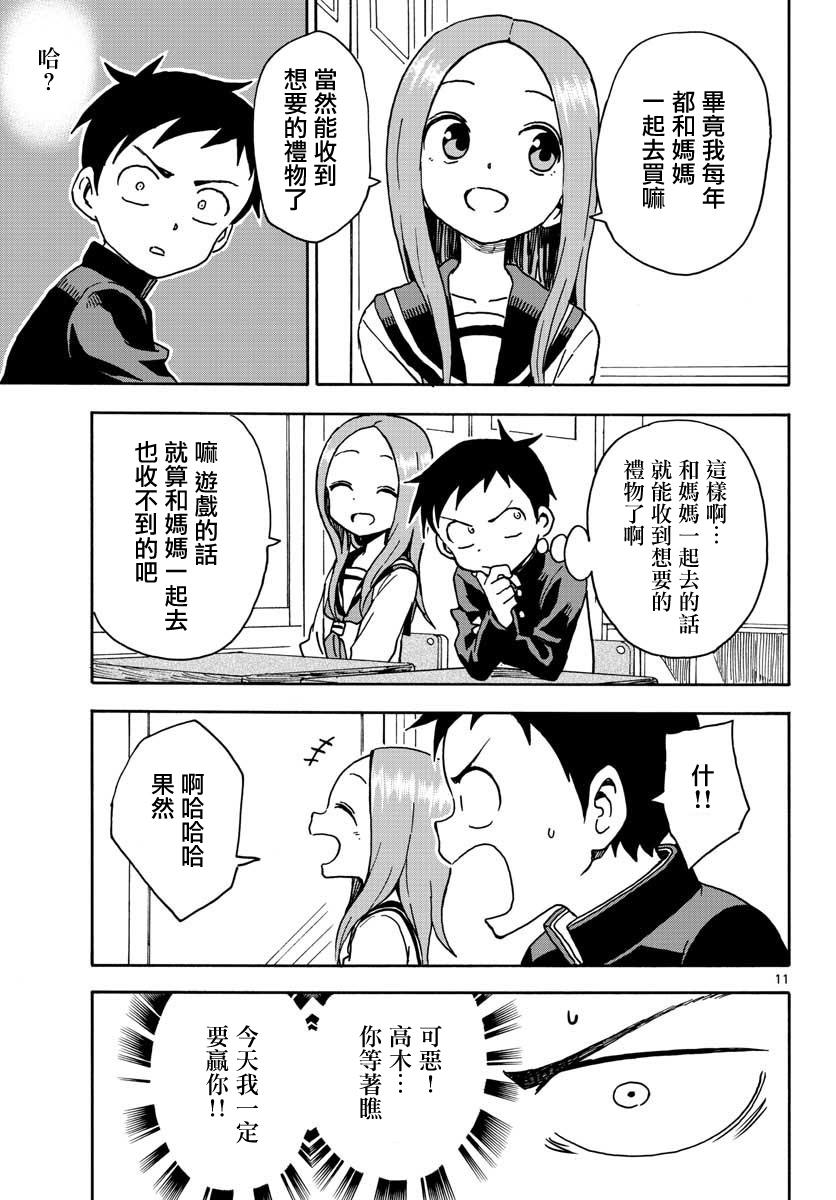 畢竟我每年
都和媽媽
一起去買嘛
當然能收到
想要的禮物了
哈?
這樣啊…
和媽媽一起去的話
就能收到想要的
禮物了啊
嘛 遊戲的話
就算和媽媽一起去
也收不到的吧
什!!
啊哈哈哈
果然
11
可惡!
高木…
你等著瞧
今天我一定
要贏你!!